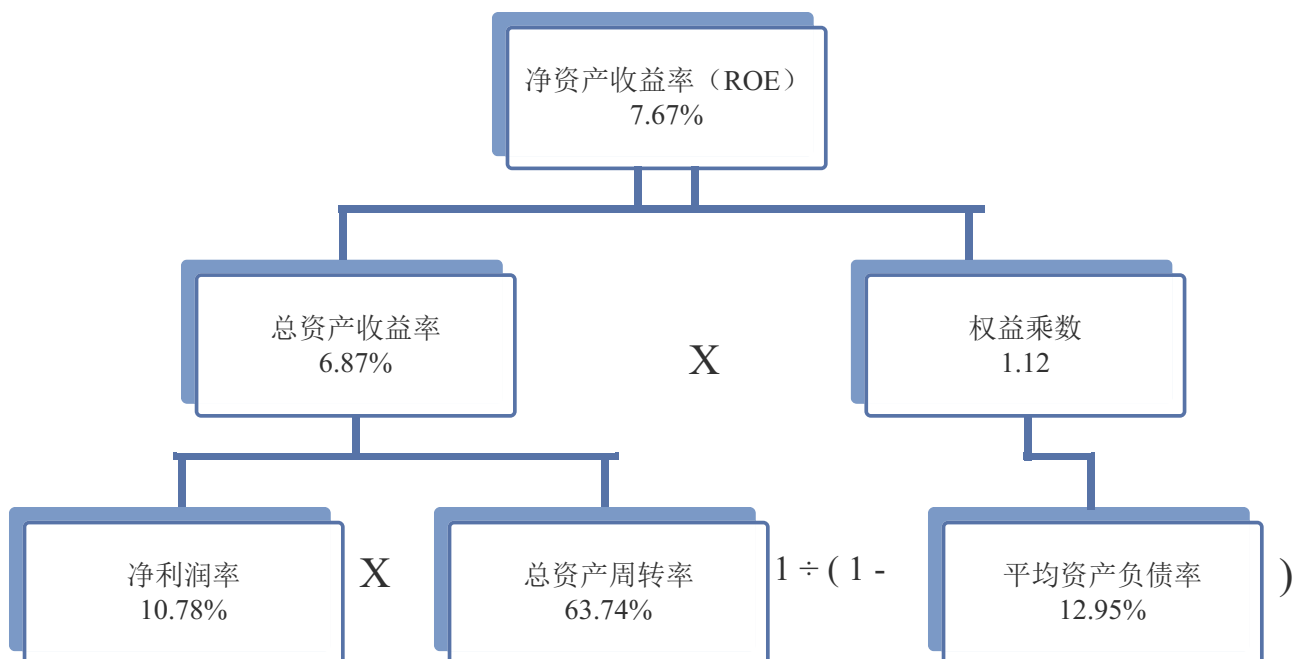 净资产收益率（ROE）
7.67%
总资产收益率
6.87%
X
权益乘数
1.12
净利润率
10.78%
X
总资产周转率
63.74%
1 ÷ ( 1 -
平均资产负债率
12.95%
)